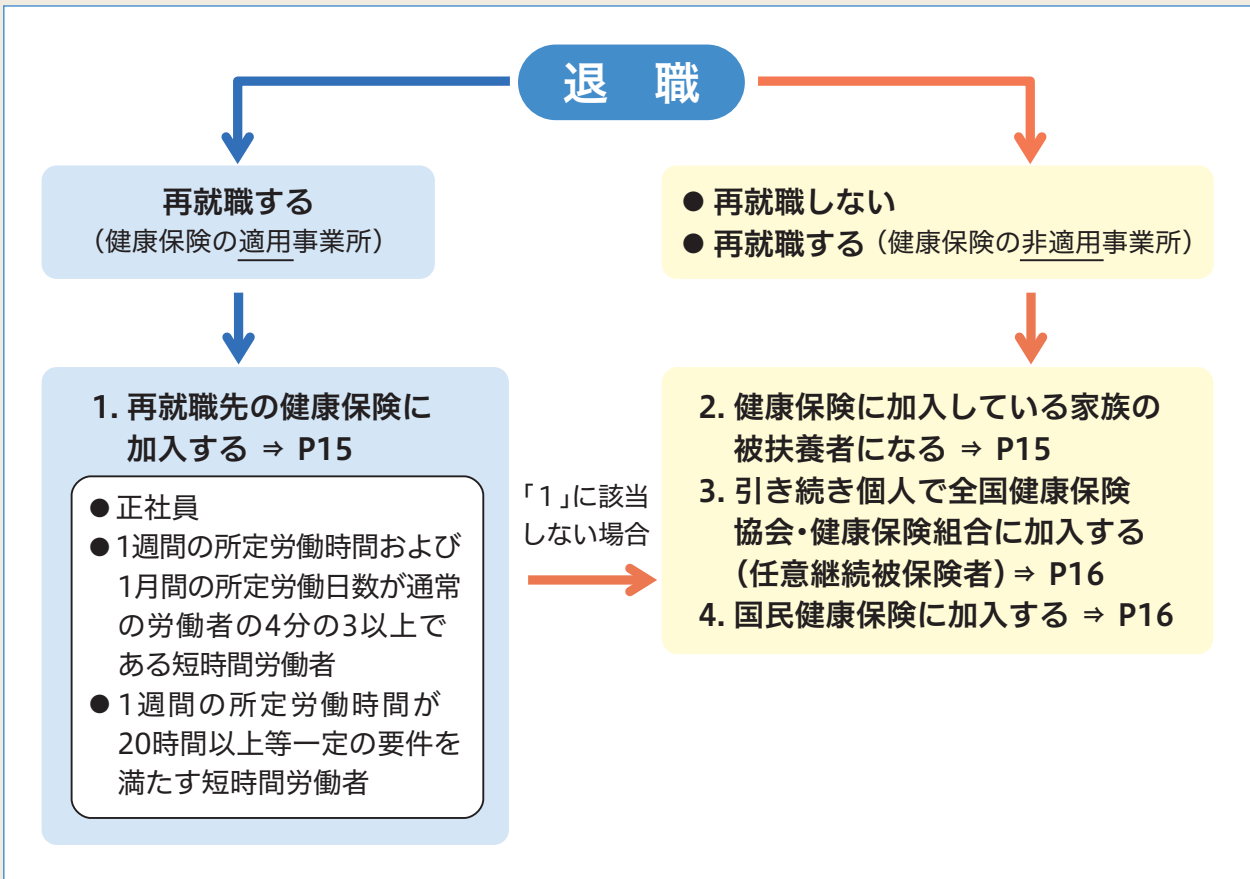 退 職
再就職する
（健康保険の適用事業所）
● 再就職しない
● 再就職する（健康保険の非適用事業所）
1. 再就職先の健康保険に
加入する ⇒ P15
● 正社員
● 1週間の所定労働時間および
1月間の所定労働日数が通常
の労働者の4分の3以上で
ある短時間労働者
● 1週間の所定労働時間が
20時間以上等一定の要件を
満たす短時間労働者
「１」に該当
しない場合
2. 健康保険に加入している家族の
被扶養者になる ⇒ P15
3. 引き続き個人で全国健康保険
協会・健康保険組合に加入する
（任意継続被保険者）⇒ P16
4. 国民健康保険に加入する ⇒ P16